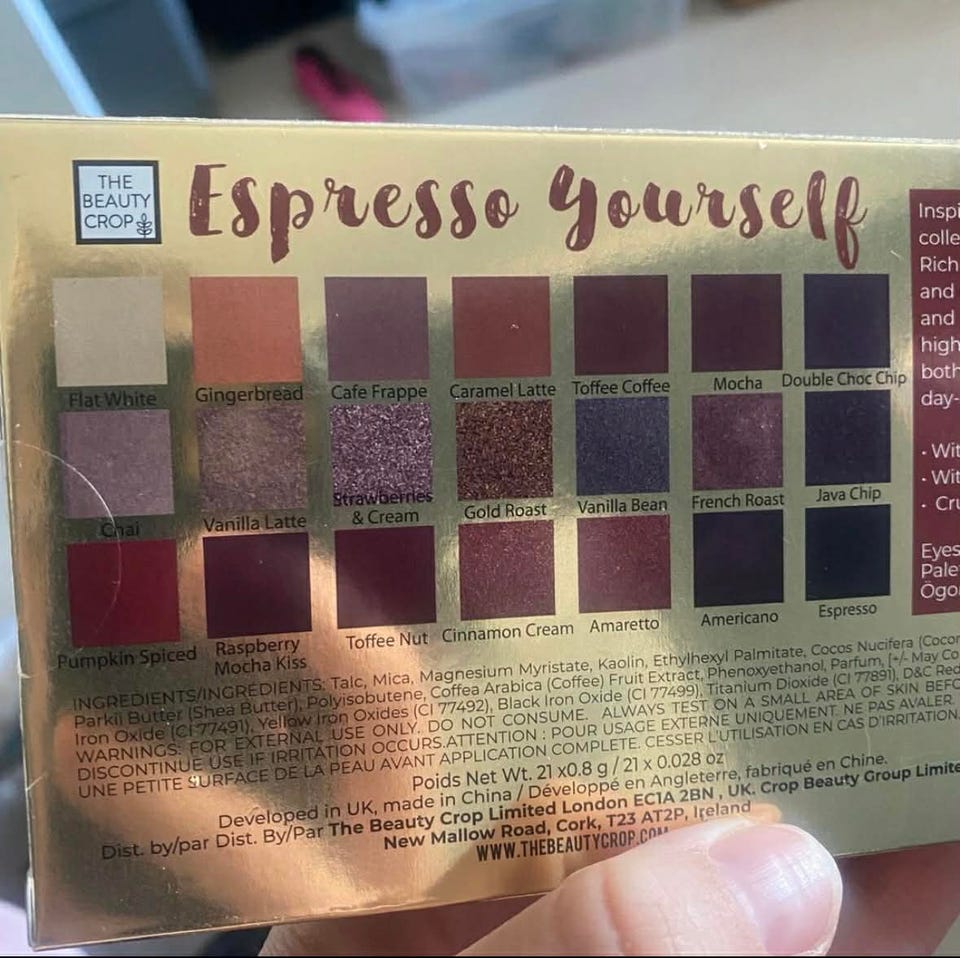 THE
BEAUTY
CROP
Espresso Yourself
Flat White Gingerbread Cafe Frappe Caramel Latte Toffee Coffee Mocha Double Choc Chip
Chai Vanilla Latte Strawberries
& Cream Gold Roast Vanilla Bean French Roast Java Chip
Pumpkin Spiced Raspberry
Mocha Kiss Toffee Nut Cinnamon Cream Amaretto Americano Espresso
INGREDIENTS/INGREDIENTS: Talc, Mica, Magnesium Myristate, Kaolin, Ethylhexyl Palmitate, Cocos Nucifera (Cocon
Parkii Butter (Shea Butter), Polyisobutene, Coffea Arabica (Coffee) Fruit Extract, Phenoxyethanol, Parfum, [+/- May Co
Iron Oxide (CI 77491), Yellow Iron Oxides (CI 77492), Black Iron Oxide (CI 77499), Titanium Dioxide (CI 77891), D&C Red
WARNINGS: FOR EXTERNAL USE ONLY. DO NOT CONSUME. ALWAYS TEST ON A SMALL AREA OF SKIN BEFO
DISCONTINUE USE IF IRRITATION OCCURS.ATTENTION : POUR USAGE EXTERNE UNIQUEMENT. NE PAS AVALER.
UNE PETITE SURFACE DE LA PEAU AVANT APPLICATION COMPLETE. CESSER L'UTILISATION EN CAS D'IRRITATION.
Poids Net Wt. 21 x0.8 g / 21 x 0.028 oz
Developed in UK, made in China / Développé en Angleterre, fabriqué en Chine.
Dist. by/par Dist. By/Par The Beauty Crop Limited London EC1A 2BN , UK. Crop Beauty Group Limite
New Mallow Road, Cork, T23 AT2P, Ireland
WWW.THEBEAUTYCROP.COM
Inspi
colle
Rich
and
and
high
both
day-
• Wit
• Wit
• Cru
Eyes
Pale
Ögo